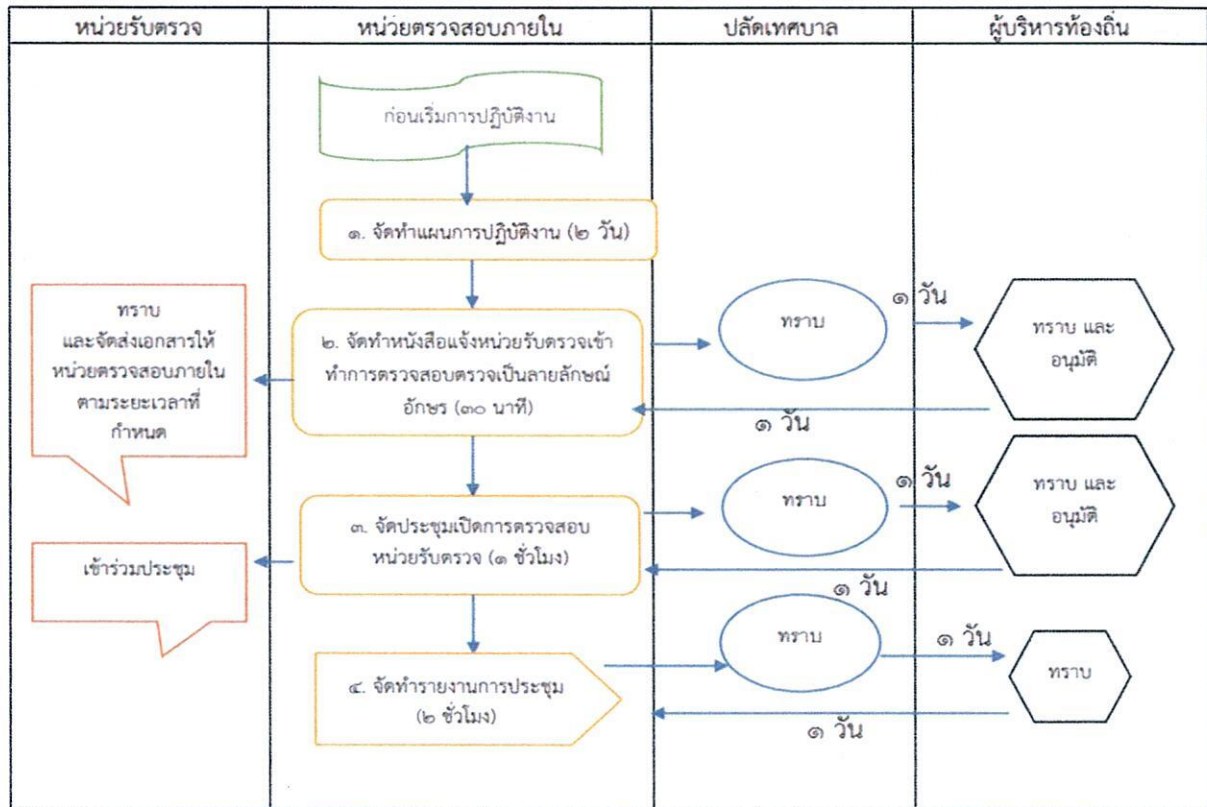 หน่วยรับตรวจ
หน่วยตรวจสอบภายใน
ปลัดเทศบาล
ผู้บริหารท้องถิ่น
ก่อนเริ่มการปฏิบัติงาน
๑. จัดทำแผนการปฏิบัติงาน (๒ วัน)
ทราบ
และจัดส่งเอกสารให้
หน่วยตรวจสอบภายใน
ตามระยะเวลาที่
กำหนด
๒. จัดทำหนังสือแจ้งหน่วยรับตรวจเข้า
ทำการตรวจสอบตรวจเป็นลายลักษณ์
อักษร (๓๐ นาที)
ทราบ
๑ วัน
ทราบ และ
อนุมัติ
๑ วัน
เข้าร่วมประชุม
๓. จัดประชุมเปิดการตรวจสอบ
หน่วยรับตรวจ (๑ ชั่วโมง)
ทราบ
๑ วัน
ทราบ และ
อนุมัติ
๑ วัน
๔. จัดทำรายงานการประชุม
(๒ ชั่วโมง)
ทราบ
๑ วัน
ทราบ
๑ วัน